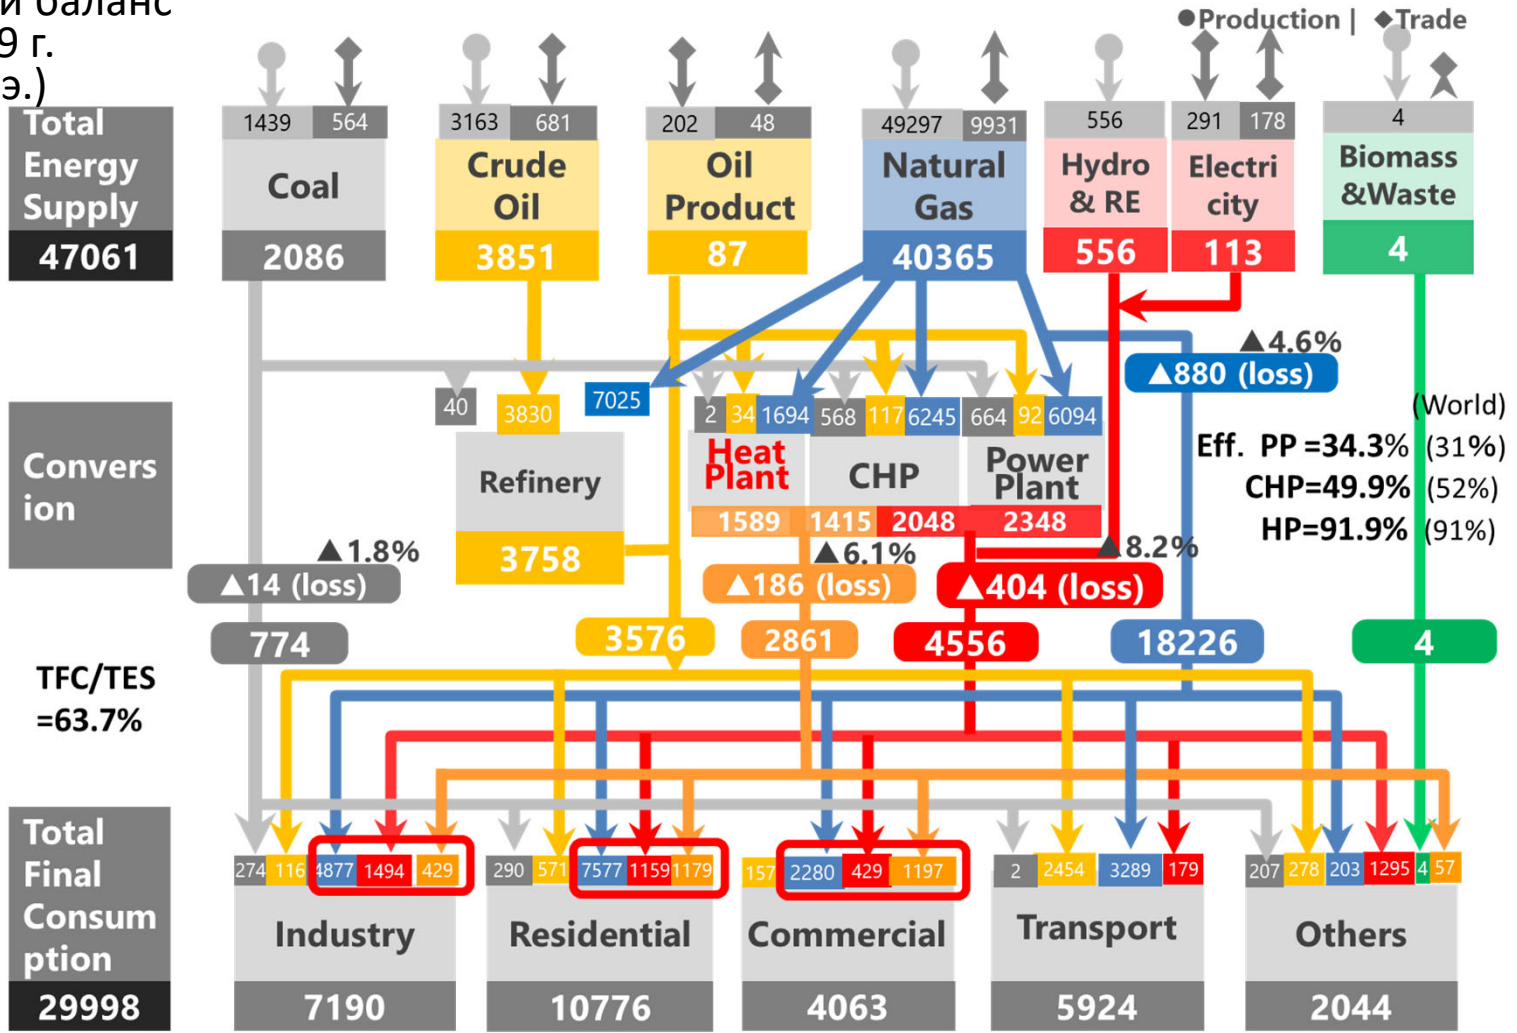 й баланс
9 г.
э.)
●Production | ◆Trade
1439 564 3163 681 202 48 49297 9931 556 291 178 4
Total
Energy
Supply
47061
Coal
2086
Crude
Oil
3851
Oil
Product
87
Natural
Gas
40365
Hydro
& RE
556
Electri
city
113
Biomass
&Waste
4
▲4.6%
▲880 (loss)
(World)
Eff. PP =34.3% (31%)
CHP=49.9% (52%)
HP=91.9% (91%)
Convers
ion
40 3830 7025 2 34 1694 568 117 6245 664 92 6094
Refinery
3758
Heat
Plant
CHP
Power
Plant
1589 1415 2048 2348
▲1.8%
▲14 (loss)
▲6.1%
▲186 (loss)
▲8.2%
▲404 (loss)
774 3576 2861 4556 18226 4
TFC/TES
=63.7%
Total
Final
Consum
ption
29998
274 116 4877 1494 429
Industry
7190
290 571 7577 1159 1179
Residential
10776
157 2280 429 1197
Commercial
4063
2 2454 3289 179
Transport
5924
207 278 203 1295 4 57
Others
2044